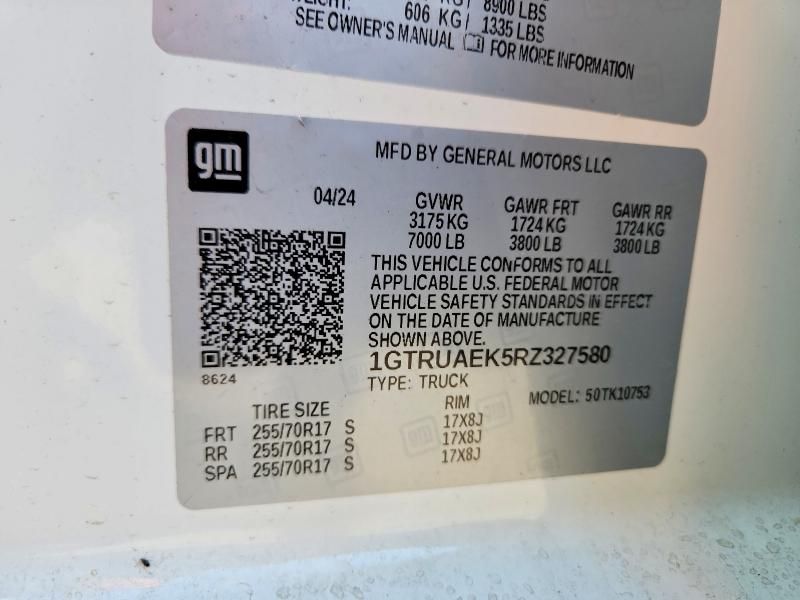 8900 LBS
606 KG/ 1335 LBS
SEE OWNER'S MANUAL FOR MORE INFORMATION
gm
MFD BY GENERAL MOTORS LLC
04/24
GVWR GAWR FRT GAWR RR
3175 KG 1724 KG 1724 KG
7000 LB 3800 LB 3800 LB
THIS VEHICLE CONFORMS TO ALL
APPLICABLE U.S. FEDERAL MOTOR
VEHICLE SAFETY STANDARDS IN EFFECT
ON THE DATE OF MANUFACTURE
SHOWN ABOVE.
1GTRUAEK5RZ327580
8624
TYPE: TRUCK
MODEL: 50TK10753
TIRE SIZE RIM
FRT 255/70R17 S 17X8J
RR 255/70R17 S 17X8J
SPA 255/70R17 S 17X8J